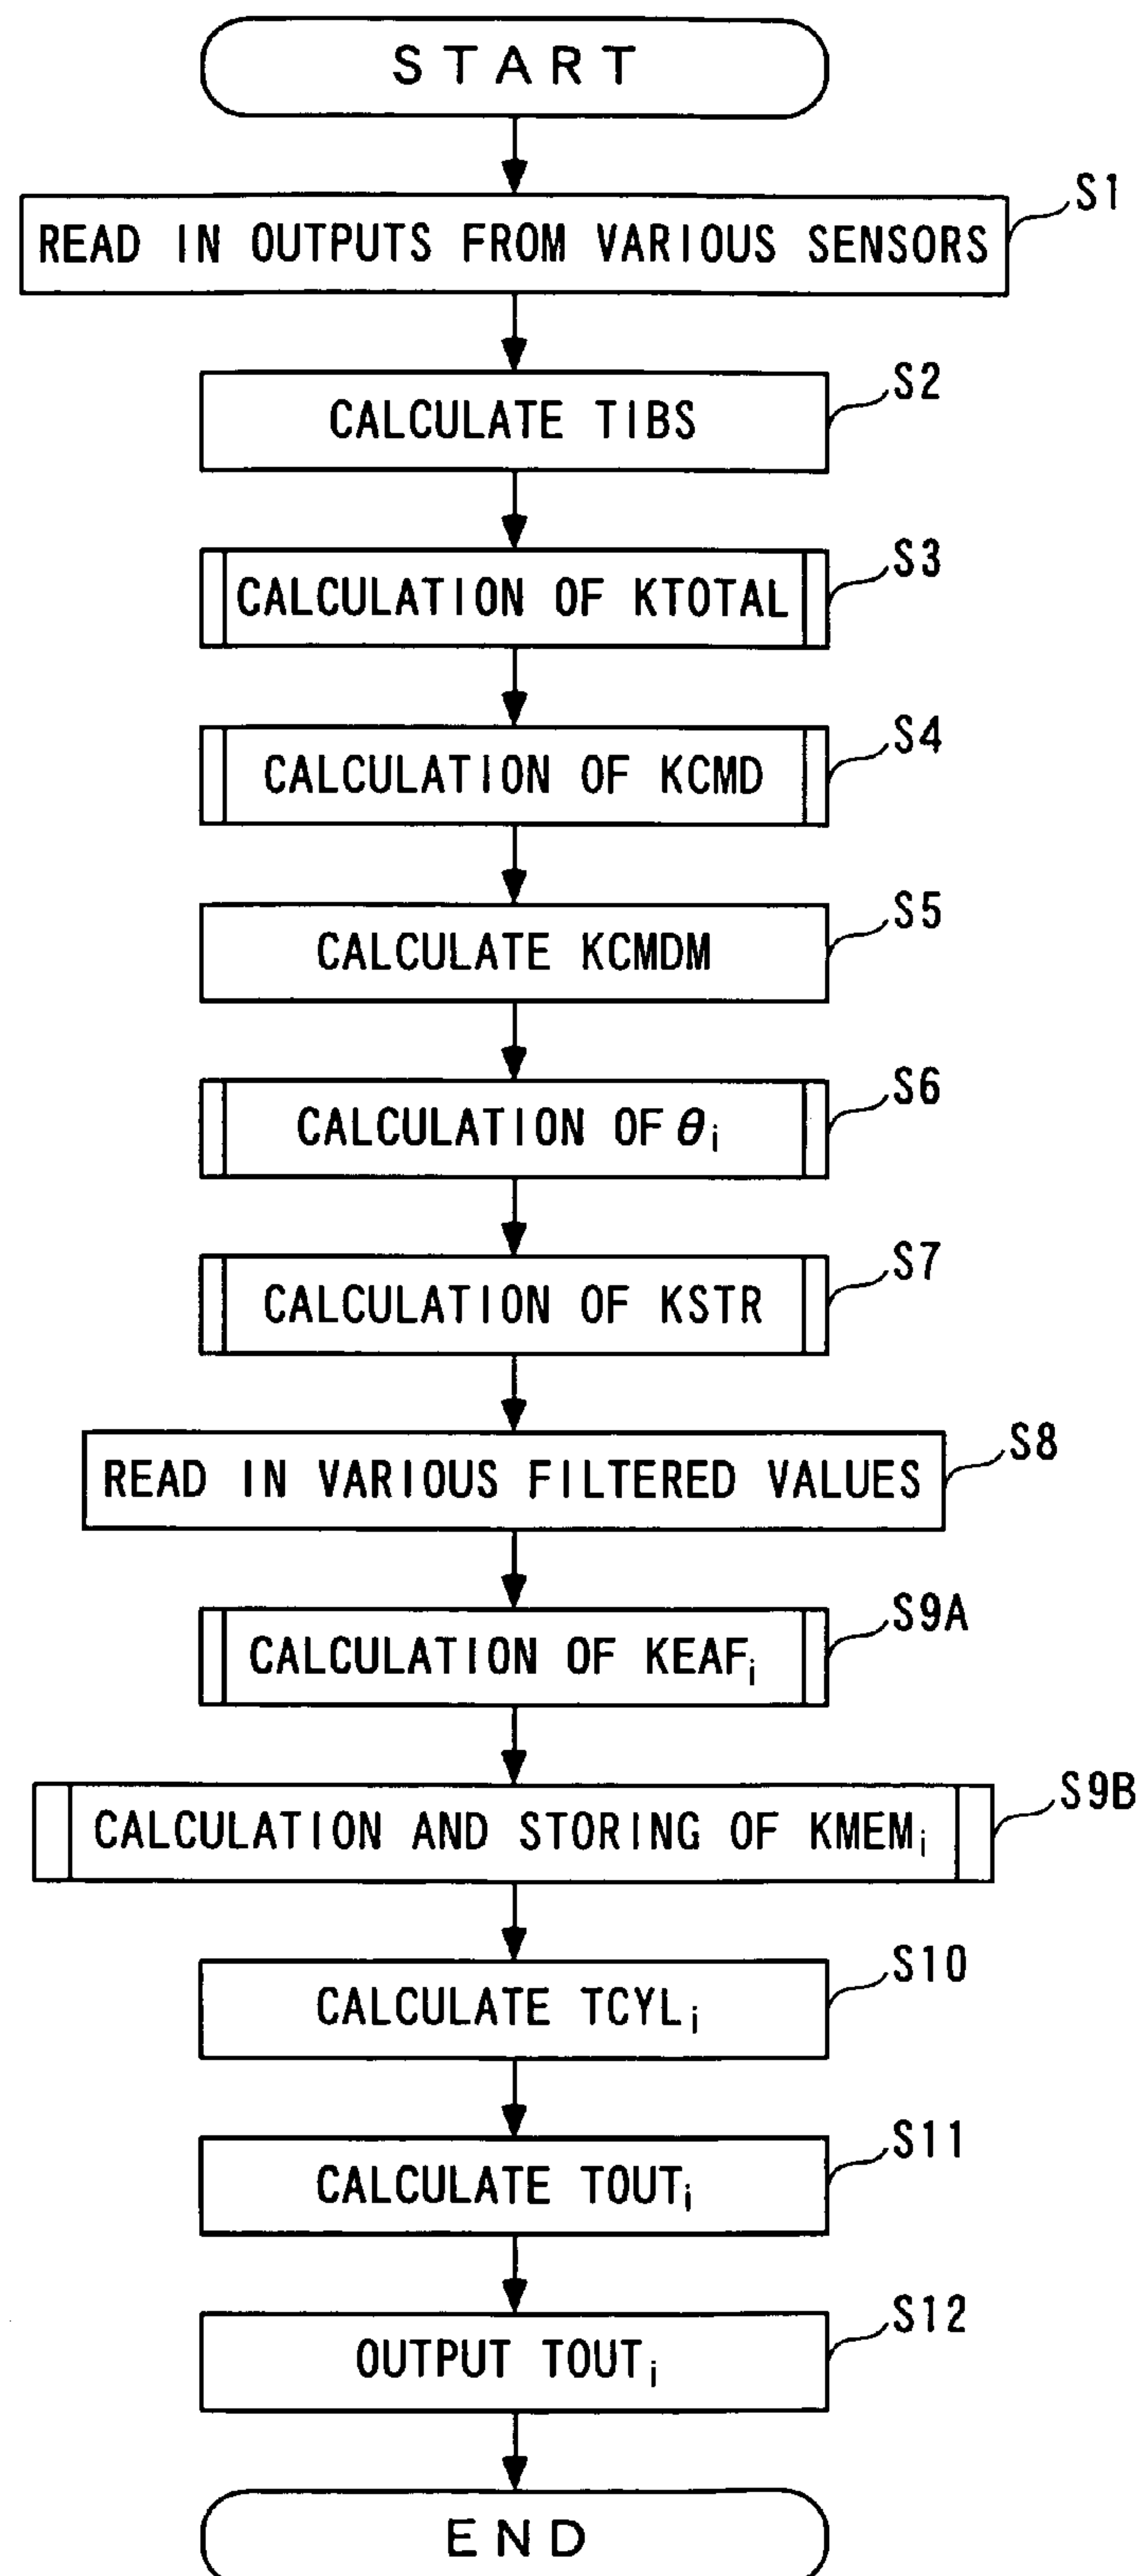 START
S1
READ IN OUTPUTS FROM VARIOUS SENSORS
S2
CALCULATE TIBS
S3
CALCULATION OF KTOTAL
S4
CALCULATION OF KCMD
S5
CALCULATE KCMDM
S6
CALCULATION OF θi
S7
CALCULATION OF KSTR
S8
READ IN VARIOUS FILTERED VALUES
S9A
CALCULATION OF KEAFi
S9B
CALCULATION AND STORING OF KMEMi
S10
CALCULATE TCYLi
S11
CALCULATE TOUTi
S12
OUTPUT TOUTi
END